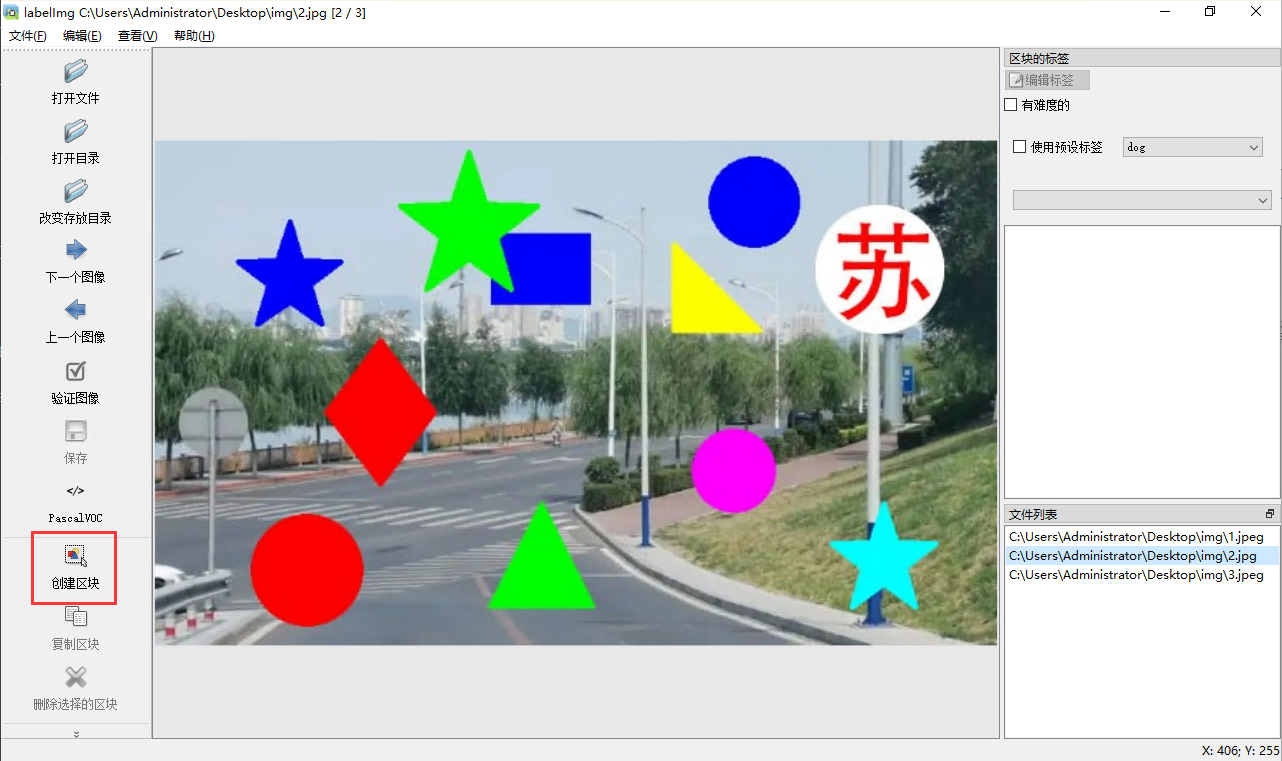 labelImg C:\Users\Administrator\Desktop\img\2.jpg [2 / 3]
文件(F) 编辑(E) 查看(V) 帮助(H)
打开文件
打开目录
改变存放目录
下一个图像
上一个图像
验证图像
保存
</>
PascalVOC
创建区块
复制区块
删除选择的区块
苏
区块的标签
编辑标签
有难度的
使用预设标签 dog
文件列表
C:\Users\Administrator\Desktop\img\1.jpeg
C:\Users\Administrator\Desktop\img\2.jpg
C:\Users\Administrator\Desktop\img\3.jpeg
X: 406; Y: 255